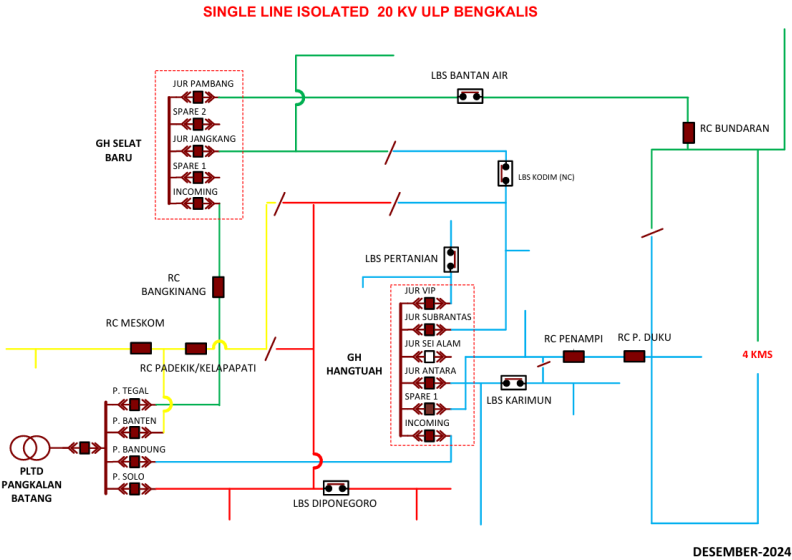 SINGLE LINE ISOLATED 20 KV ULP BENGKALIS
LBS BANTAN AIR
JUR PAMBANG
SPARE 2
RC BUNDARAN
GH SELAT
BARU
JUR JANGKANG
SPARE 1
LBS KODIM (NC)
INCOMING
LBS PERTANIAN
RC
BANGKINANG
JUR VIP
JUR SUBRANTAS
RC MESKOM
JUR SEI ALAM
RC PENAMPI
RC P. DUKU
GH
HANGTUAH
4 KMS
RC PADEKIK/KELAPAPATI
JUR ANTARA
P. TEGAL
SPARE 1
LBS KARIMUN
P. BANTEN
INCOMING
P. BANDUNG
PLTD
PANGKALAN
BATANG
P. SOLO
LBS DIPONEGORO
DESEMBER-2024